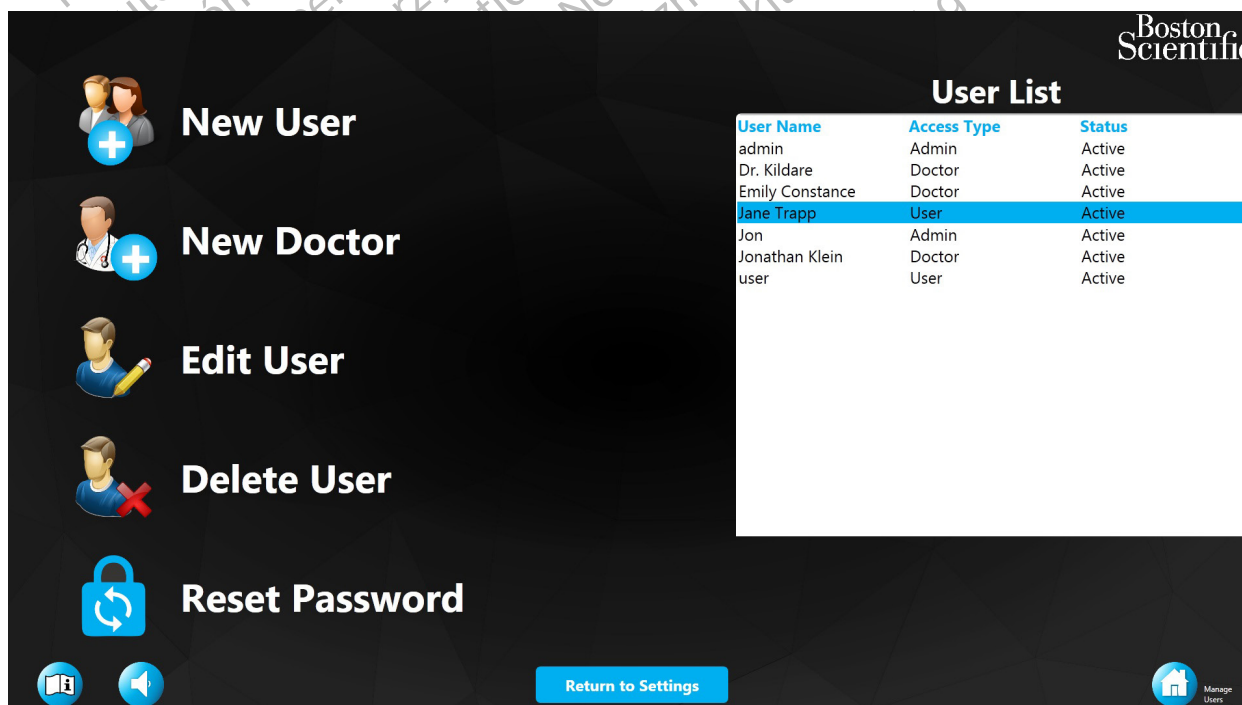 Boston
Scientific
New User
New Doctor
Edit User
Delete User
Reset Password
User List
User Name Access Type Status
admin Admin Active
Dr. Kildare Doctor Active
Emily Constance Doctor Active
Jane Trapp User Active
Jon Admin Active
Jonathan Klein Doctor Active
user User Active
Return to Settings
Manage
Users